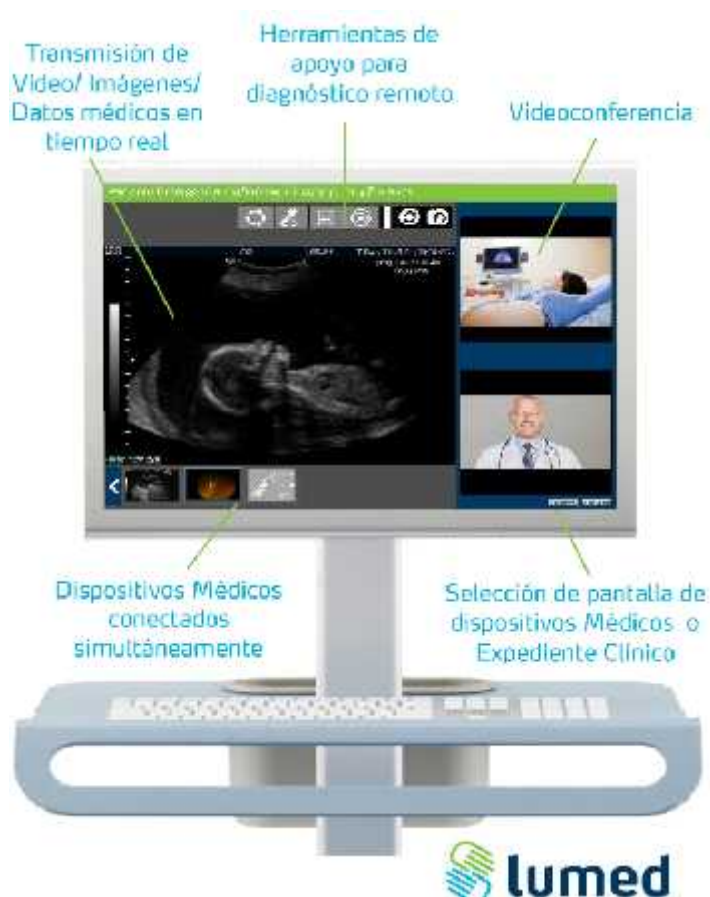 Transmisión de
Video/ Imágenes/
Datos médicos en
tiempo real
Herramientas de
apoyo para
diagnóstico remoto
Videoconferencia
Dispositivos Médicos
conectados
simultáneamente
Selección de pantalla de
dispositivos Médicos o
Expediente Clínico
lumed